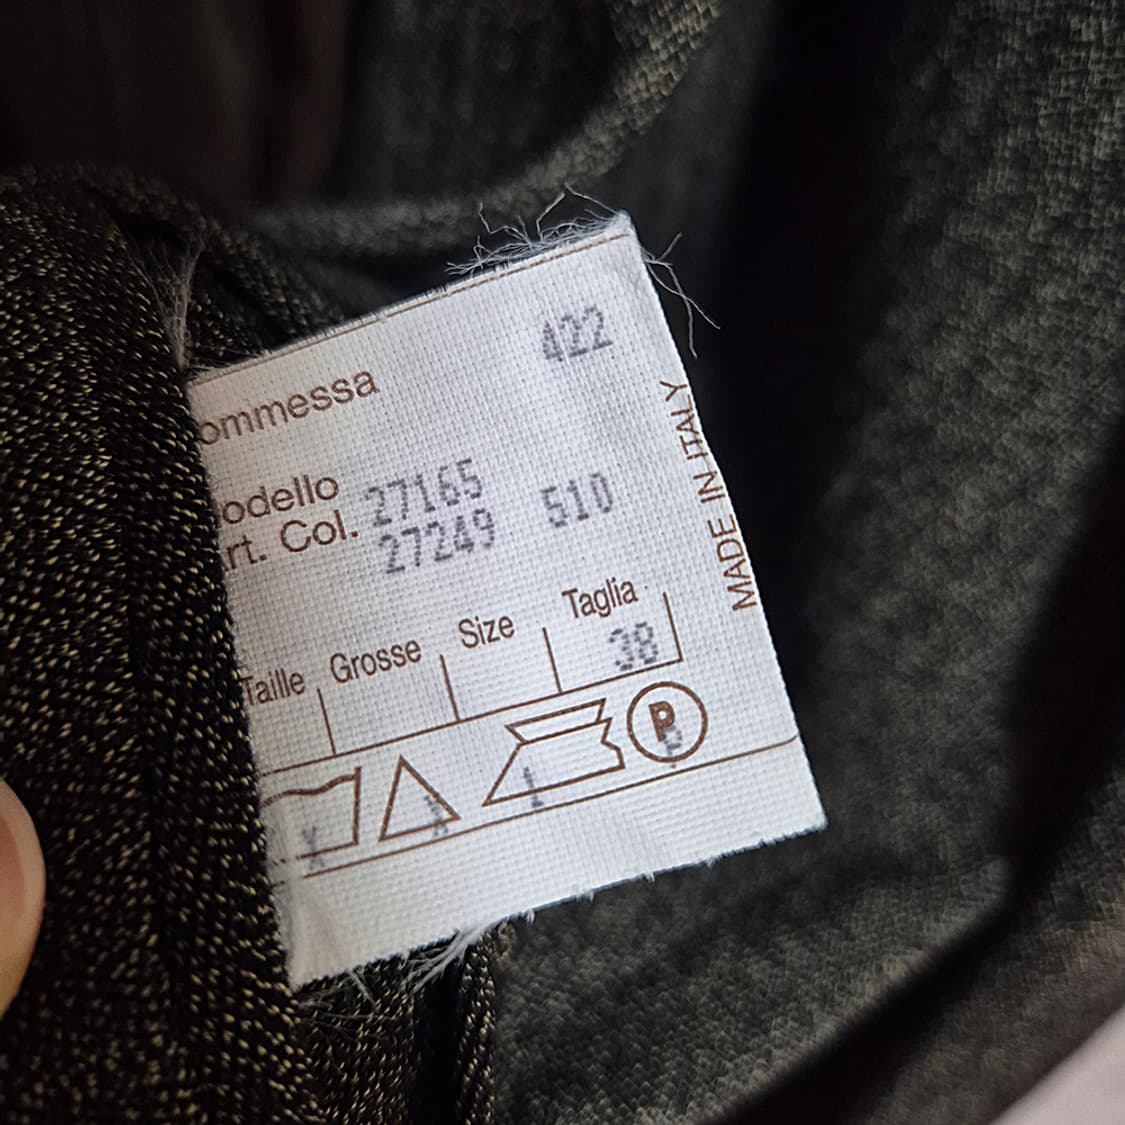 422
ommessa
odello 27165
rt. Col. 27249 510
Taille Grosse Size Taglia
38
P
MADE IN ITALY